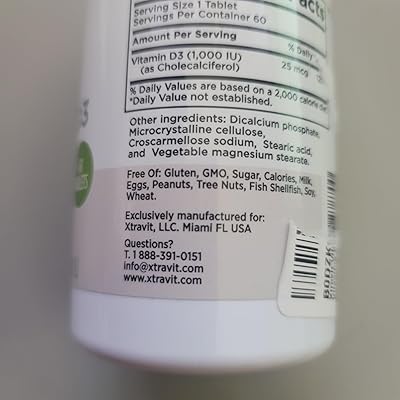 acts
Serving Size 1 Tablet
Servings Per Container 60
Amount Per Serving
% Daily
Vitamin D3 (1,000 IU) 25 mcg
(as Cholecalciferol)
% Daily Values are based on a 2,000 calorie
*Daily Value not established.
3
Other ingredients: Dicalcium phosphate,
Microcrystalline cellulose,
Croscarmellose sodium, Stearic acid,
and Vegetable magnesium stearate.
Free Of: Gluten, GMO, Sugar, Calories, Milk,
Eggs, Peanuts, Tree Nuts, Fish Shellfish, Soy,
Wheat.
Exclusively manufactured for:
Xtravit, LLC. Miami FL USA
Questions?
T. 1 888-391-0151
info@xtravit.com
www.xtravit.com